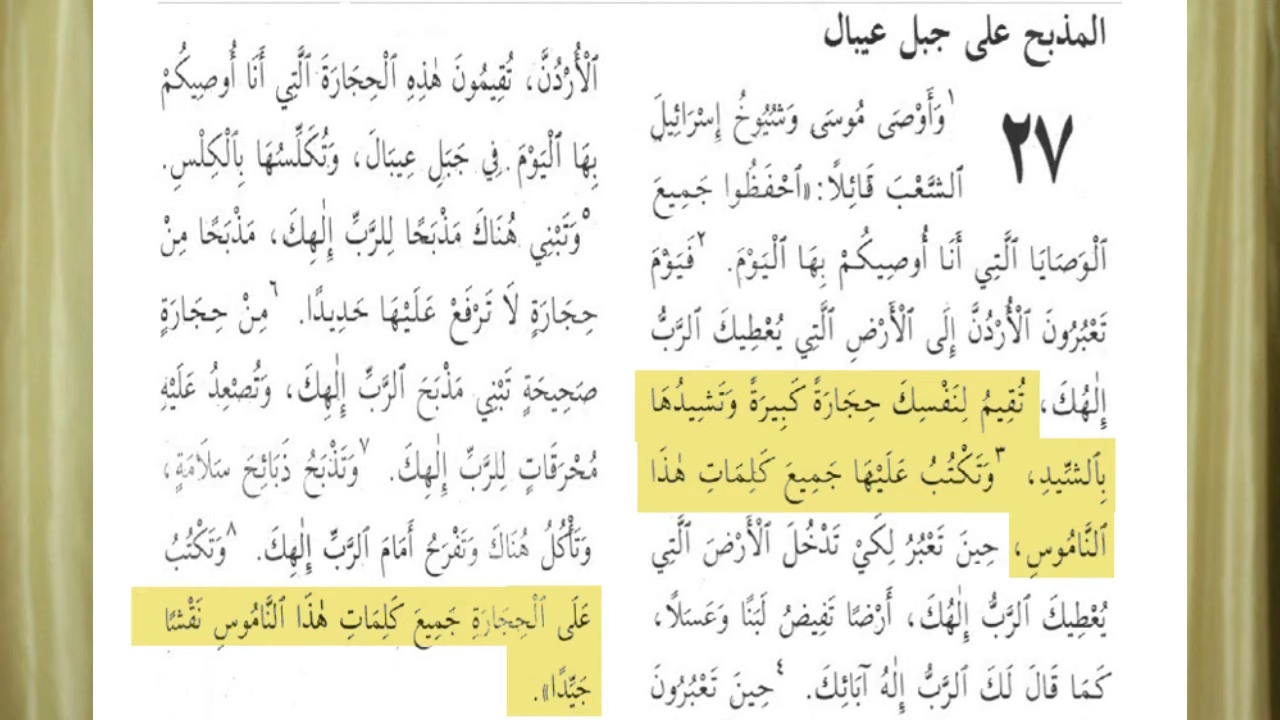 المذبح على جبل عيبال
٢٧
١وَأَوْصَى مُوسَى وَشُيُوخُ إِسْرَائِيلَ
ٱلشَّعْبَ قَائِلًا: «ٱحْفَظُوا جَمِيعَ
ٱلْوَصَايَا ٱلَّتِي أَنَا أُوصِيكُمْ بِهَا ٱلْيَوْمَ. ٢فَيَوْمَ
تَعْبُرُونَ ٱلْأُرْدُنَّ إِلَى ٱلْأَرْضِ ٱلَّتِي يُعْطِيكَ ٱلرَّبُّ
إِلٰهُكَ، تُقِيمُ لِنَفْسِكَ حِجَارَةً كَبِيرَةً وَتَشِيدُهَا
بِٱلشِّيدِ، ٣وَتَكْتُبُ عَلَيْهَا جَمِيعَ كَلِمَاتِ هٰذَا
ٱلنَّامُوسِ، حِينَ تَعْبُرُ لِكَيْ تَدْخُلَ ٱلْأَرْضَ ٱلَّتِي
يُعْطِيكَ ٱلرَّبُّ إِلٰهُكَ، أَرْضًا تَفِيضُ لَبَنًا وَعَسَلًا،
كَمَا قَالَ لَكَ ٱلرَّبُّ إِلٰهُ آبَائِكَ. ٤حِينَ تَعْبُرُونَ
ٱلْأُرْدُنَّ، تُقِيمُونَ هٰذِهِ ٱلْحِجَارَةَ ٱلَّتِي أَنَا أُوصِيكُمْ
بِهَا ٱلْيَوْمَ فِي جَبَلِ عِيبَالَ، وَتُكَلِّسُهَا بِٱلْكِلْسِ.
٥وَتَبْنِي هُنَاكَ مَذْبَحًا لِلرَّبِّ إِلٰهِكَ، مَذْبَحًا مِنْ
حِجَارَةٍ لَا تَرْفَعْ عَلَيْهَا حَدِيدًا. ٦مِنْ حِجَارَةٍ
صَحِيحَةٍ تَبْنِي مَذْبَحَ ٱلرَّبِّ إِلٰهِكَ، وَتُصْعِدُ عَلَيْهِ
مُحْرَقَاتٍ لِلرَّبِّ إِلٰهِكَ. ٧وَتَذْبَحُ ذَبَائِحَ سَلَامَةٍ،
وَتَأْكُلُ هُنَاكَ وَتَفْرَحُ أَمَامَ ٱلرَّبِّ إِلٰهِكَ. ٨وَتَكْتُبُ
عَلَى ٱلْحِجَارَةِ جَمِيعَ كَلِمَاتِ هٰذَا ٱلنَّامُوسِ نَقْشًا
جَيِّدًا».